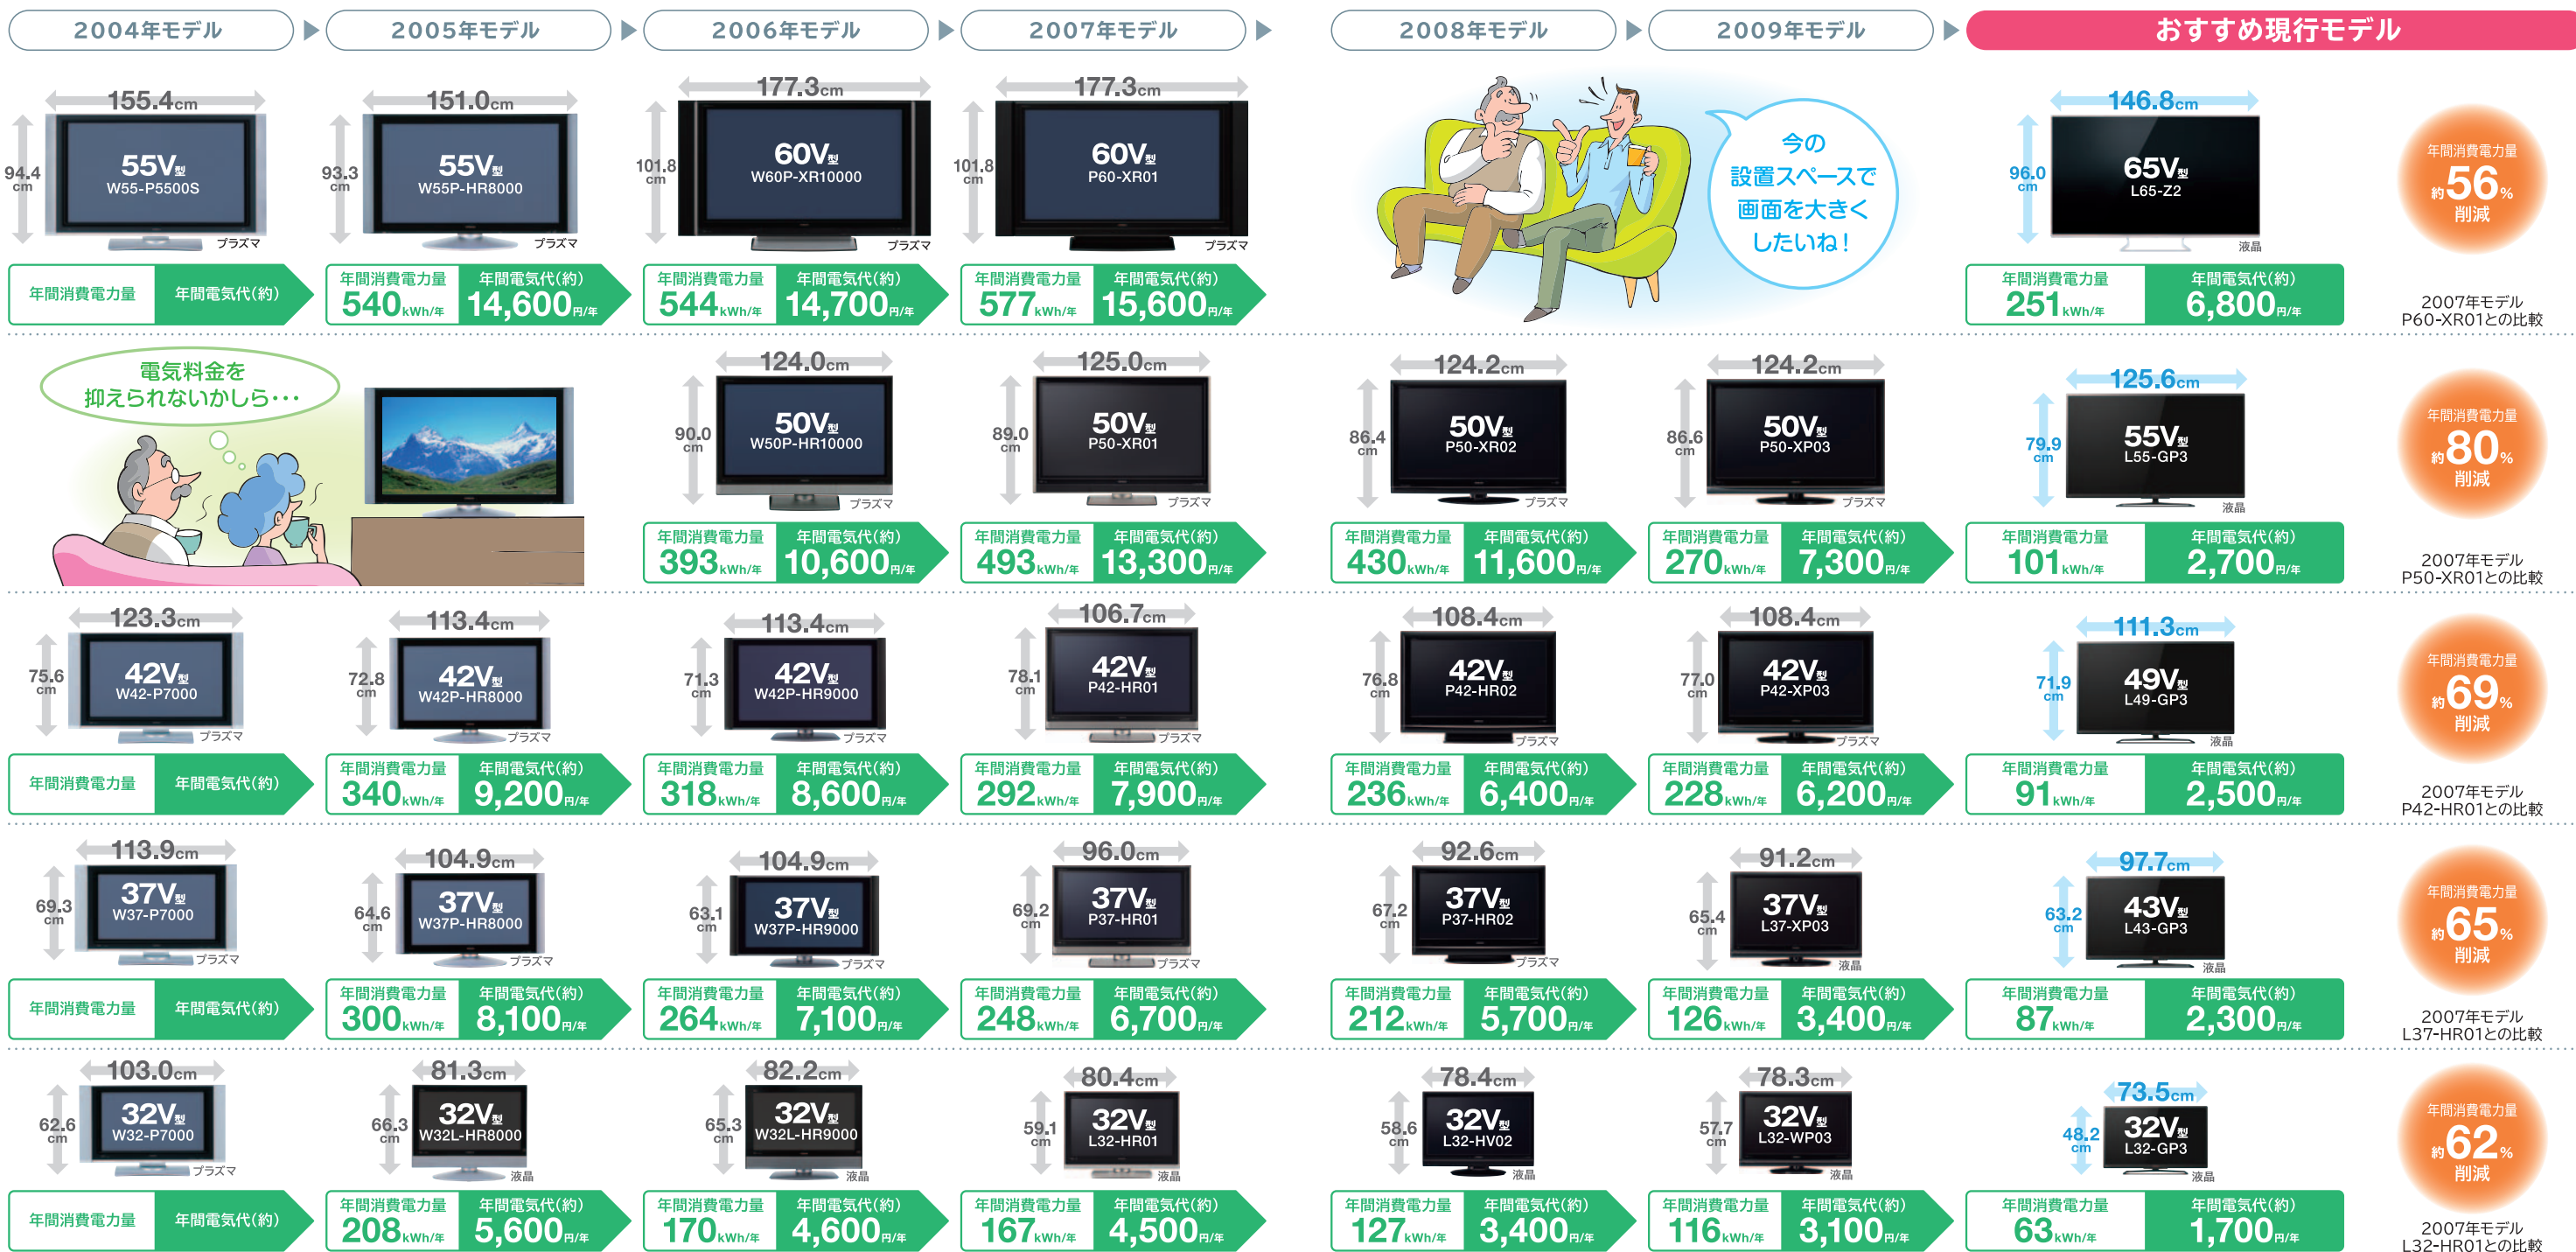 2004年モデル
2005年モデル
2006年モデル
2007年モデル
2008年モデル
2009年モデル
おすすめ現行モデル
155.4cm
94.4cm
55V型
W55-P5500S
プラズマ
年間消費電力量 年間電気代(約)
151.0cm
93.3cm
55V型
W55P-HR8000
プラズマ
年間消費電力量 年間電気代(約)
540kWh/年 14,600円/年
177.3cm
101.8cm
60V型
W60P-XR10000
プラズマ
年間消費電力量 年間電気代(約)
544kWh/年 14,700円/年
177.3cm
101.8cm
60V型
P60-XR01
プラズマ
年間消費電力量 年間電気代(約)
577kWh/年 15,600円/年
今の
設置スペースで
画面を大きく
したいね!
146.8cm
96.0cm
65V型
L65-Z2
液晶
年間消費電力量 年間電気代(約)
251kWh/年 6,800円/年
年間消費電力量
約56%
削減
2007年モデル
P60-XR01との比較
電気料金を
抑えられないかしら・・・
124.0cm
90.0cm
50V型
W50P-HR10000
プラズマ
年間消費電力量 年間電気代(約)
393kWh/年 10,600円/年
125.0cm
89.0cm
50V型
P50-XR01
プラズマ
年間消費電力量 年間電気代(約)
493kWh/年 13,300円/年
124.2cm
86.4cm
50V型
P50-XR02
プラズマ
年間消費電力量 年間電気代(約)
430kWh/年 11,600円/年
124.2cm
86.6cm
50V型
P50-XP03
プラズマ
年間消費電力量 年間電気代(約)
270kWh/年 7,300円/年
125.6cm
79.9cm
55V型
L55-GP3
液晶
年間消費電力量 年間電気代(約)
101kWh/年 2,700円/年
年間消費電力量
約80%
削減
2007年モデル
P50-XR01との比較
123.3cm
75.6cm
42V型
W42-P7000
プラズマ
年間消費電力量 年間電気代(約)
113.4cm
72.8cm
42V型
W42P-HR8000
プラズマ
年間消費電力量 年間電気代(約)
340kWh/年 9,200円/年
113.4cm
71.3cm
42V型
W42P-HR9000
プラズマ
年間消費電力量 年間電気代(約)
318kWh/年 8,600円/年
106.7cm
78.1cm
42V型
P42-HR01
プラズマ
年間消費電力量 年間電気代(約)
292kWh/年 7,900円/年
108.4cm
76.8cm
42V型
P42-HR02
プラズマ
年間消費電力量 年間電気代(約)
236kWh/年 6,400円/年
108.4cm
77.0cm
42V型
P42-XP03
プラズマ
年間消費電力量 年間電気代(約)
228kWh/年 6,200円/年
111.3cm
71.9cm
49V型
L49-GP3
液晶
年間消費電力量 年間電気代(約)
91kWh/年 2,500円/年
年間消費電力量
約69%
削減
2007年モデル
P42-HR01との比較
113.9cm
69.3cm
37V型
W37-P7000
プラズマ
年間消費電力量 年間電気代(約)
104.9cm
64.6cm
37V型
W37P-HR8000
プラズマ
年間消費電力量 年間電気代(約)
300kWh/年 8,100円/年
104.9cm
63.1cm
37V型
W37P-HR9000
プラズマ
年間消費電力量 年間電気代(約)
264kWh/年 7,100円/年
96.0cm
69.2cm
37V型
P37-HR01
プラズマ
年間消費電力量 年間電気代(約)
248kWh/年 6,700円/年
92.6cm
67.2cm
37V型
P37-HR02
プラズマ
年間消費電力量 年間電気代(約)
212kWh/年 5,700円/年
91.2cm
65.4cm
37V型
L37-XP03
液晶
年間消費電力量 年間電気代(約)
126kWh/年 3,400円/年
97.7cm
63.2cm
43V型
L43-GP3
液晶
年間消費電力量 年間電気代(約)
87kWh/年 2,300円/年
年間消費電力量
約65%
削減
2007年モデル
L37-HR01との比較
103.0cm
62.6cm
32V型
W32-P7000
プラズマ
年間消費電力量 年間電気代(約)
81.3cm
66.3cm
32V型
W32L-HR8000
液晶
年間消費電力量 年間電気代(約)
208kWh/年 5,600円/年
82.2cm
65.3cm
32V型
W32L-HR9000
液晶
年間消費電力量 年間電気代(約)
170kWh/年 4,600円/年
80.4cm
59.1cm
32V型
L32-HR01
液晶
年間消費電力量 年間電気代(約)
167kWh/年 4,500円/年
78.4cm
58.6cm
32V型
L32-HV02
液晶
年間消費電力量 年間電気代(約)
127kWh/年 3,400円/年
78.3cm
57.7cm
32V型
L32-WP03
液晶
年間消費電力量 年間電気代(約)
116kWh/年 3,100円/年
73.5cm
48.2cm
32V型
L32-GP3
液晶
年間消費電力量 年間電気代(約)
63kWh/年 1,700円/年
年間消費電力量
約62%
削減
2007年モデル
L32-HR01との比較